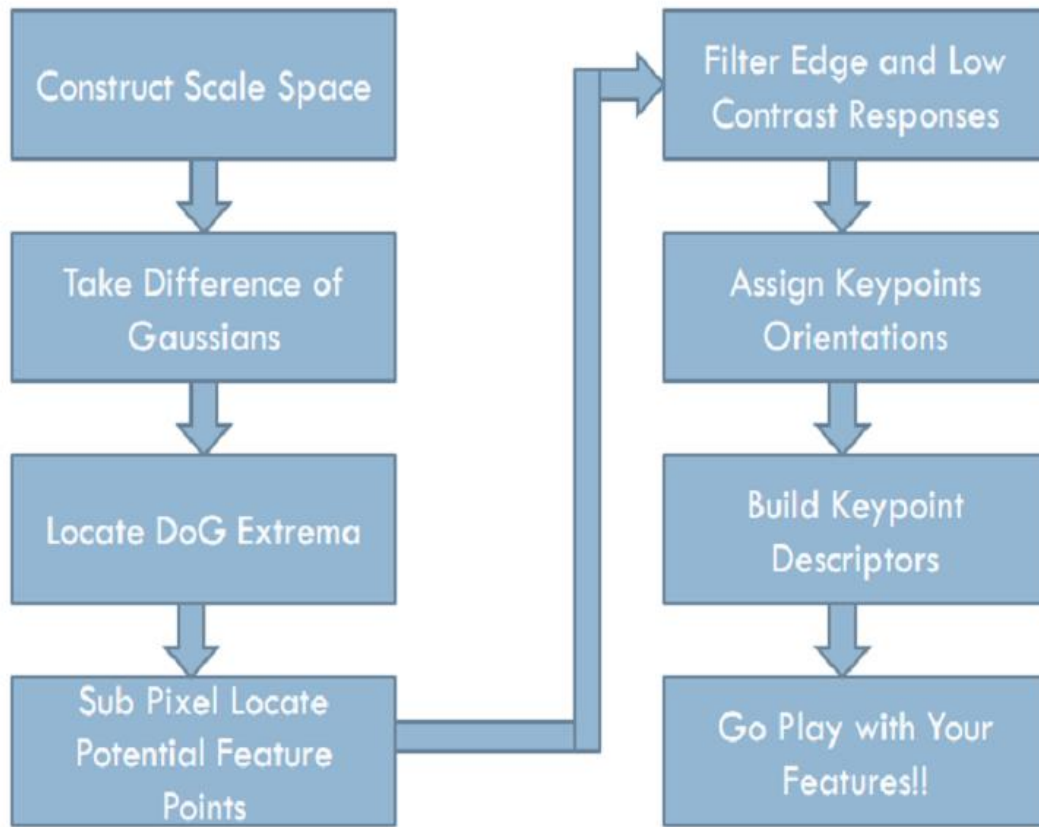 Construct Scale Space
Take Difference of
Gaussians
Locate DoG Extrema
Sub Pixel Locate
Potential Feature
Points
Filter Edge and Low
Contrast Responses
Assign Keypoints
Orientations
Build Keypoint
Descriptors
Go Play with Your
Features!!